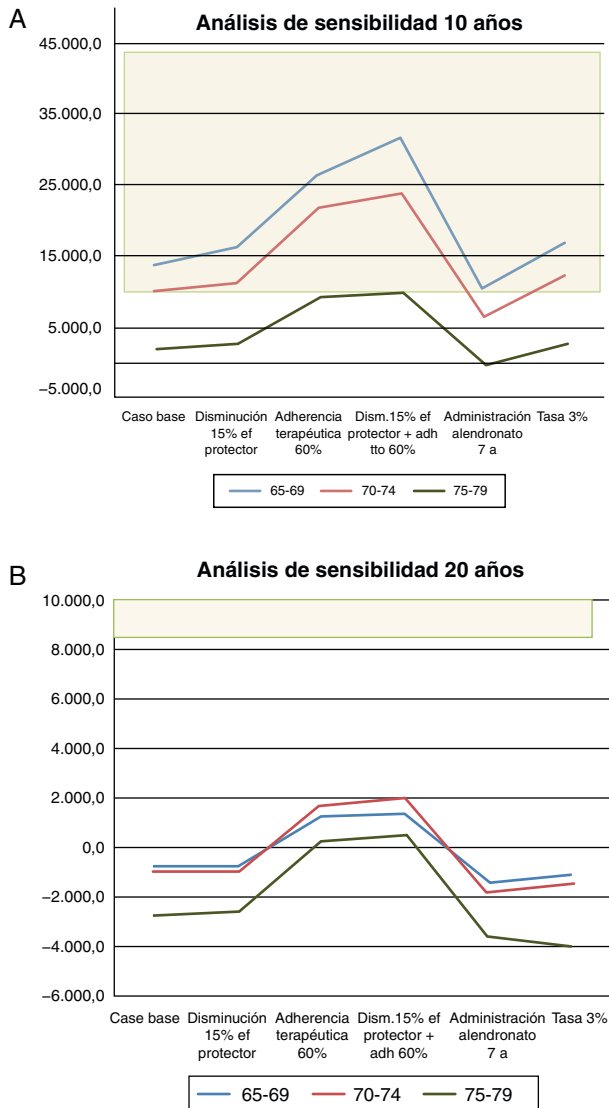 A
Análisis de sensibilidad 10 años
45.000,0
35.000,0
25.000,0
15.000,0
5.000,0
–5.000,0
Caso base
Disminución
15% ef
protector
Adherencia
terapéutica
60%
Dism.15% ef
protector + adh
tto 60%
Administración
alendronato
7 a
Tasa 3%
65-69
70-74
75-79
B
Análisis de sensibilidad 20 años
10.000,0
8.000,0
6.000,0
4.000,0
2.000,0
0,0
–2.000,0
–4.000,0
–6.000,0
Case base
Disminución
15% ef
protector
Adherencia
terapéutica
60%
Dism.15% ef
protector +
adh 60%
Administración
alendronato
7 a
Tasa 3%
65-69
70-74
75-79